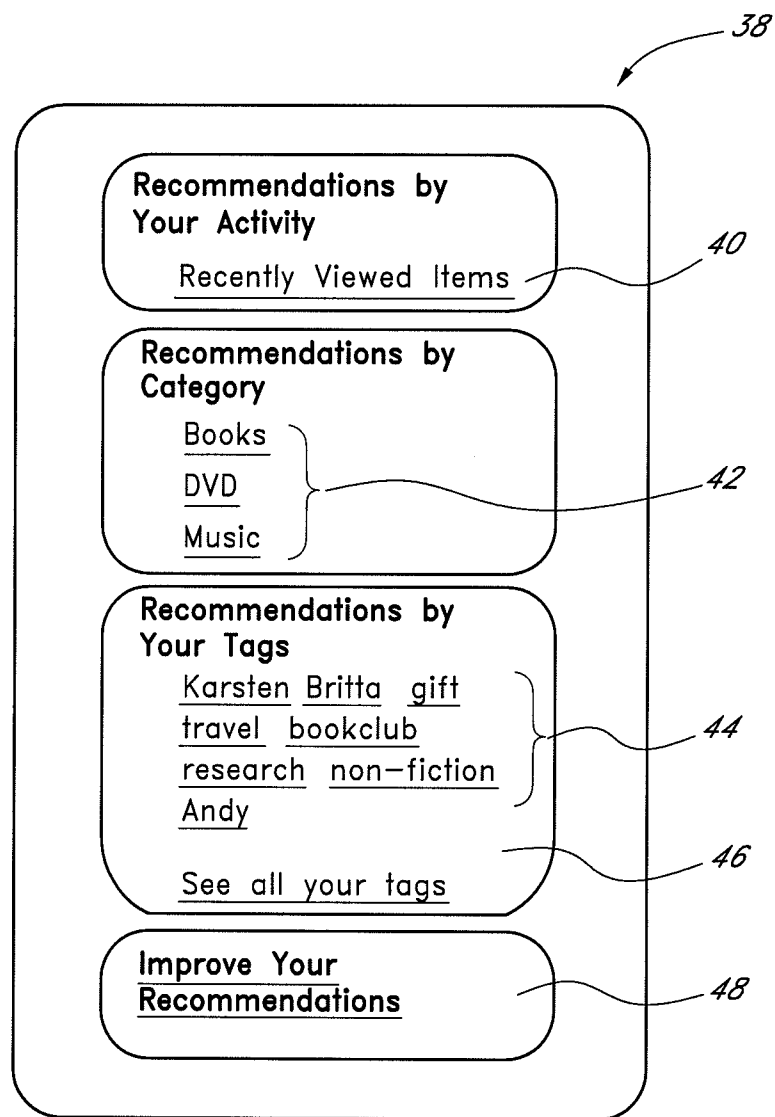 38
Recommendations by
Your Activity
Recently Viewed Items
40
Recommendations by
Category
Books
DVD
Music
42
Recommendations by
Your Tags
Karsten Britta gift
travel bookclub
research non-fiction
Andy
44
46
See all your tags
Improve Your
Recommendations
48